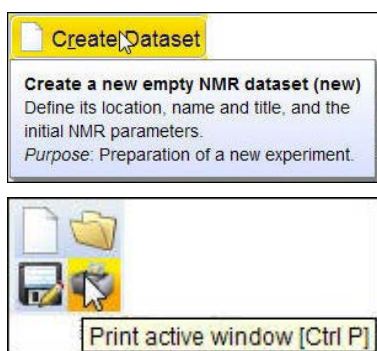 Create Dataset
Create a new empty NMR dataset (new)
Define its location, name and title, and the
initial NMR parameters.
Purpose: Preparation of a new experiment.
Print active window [Ctrl P]